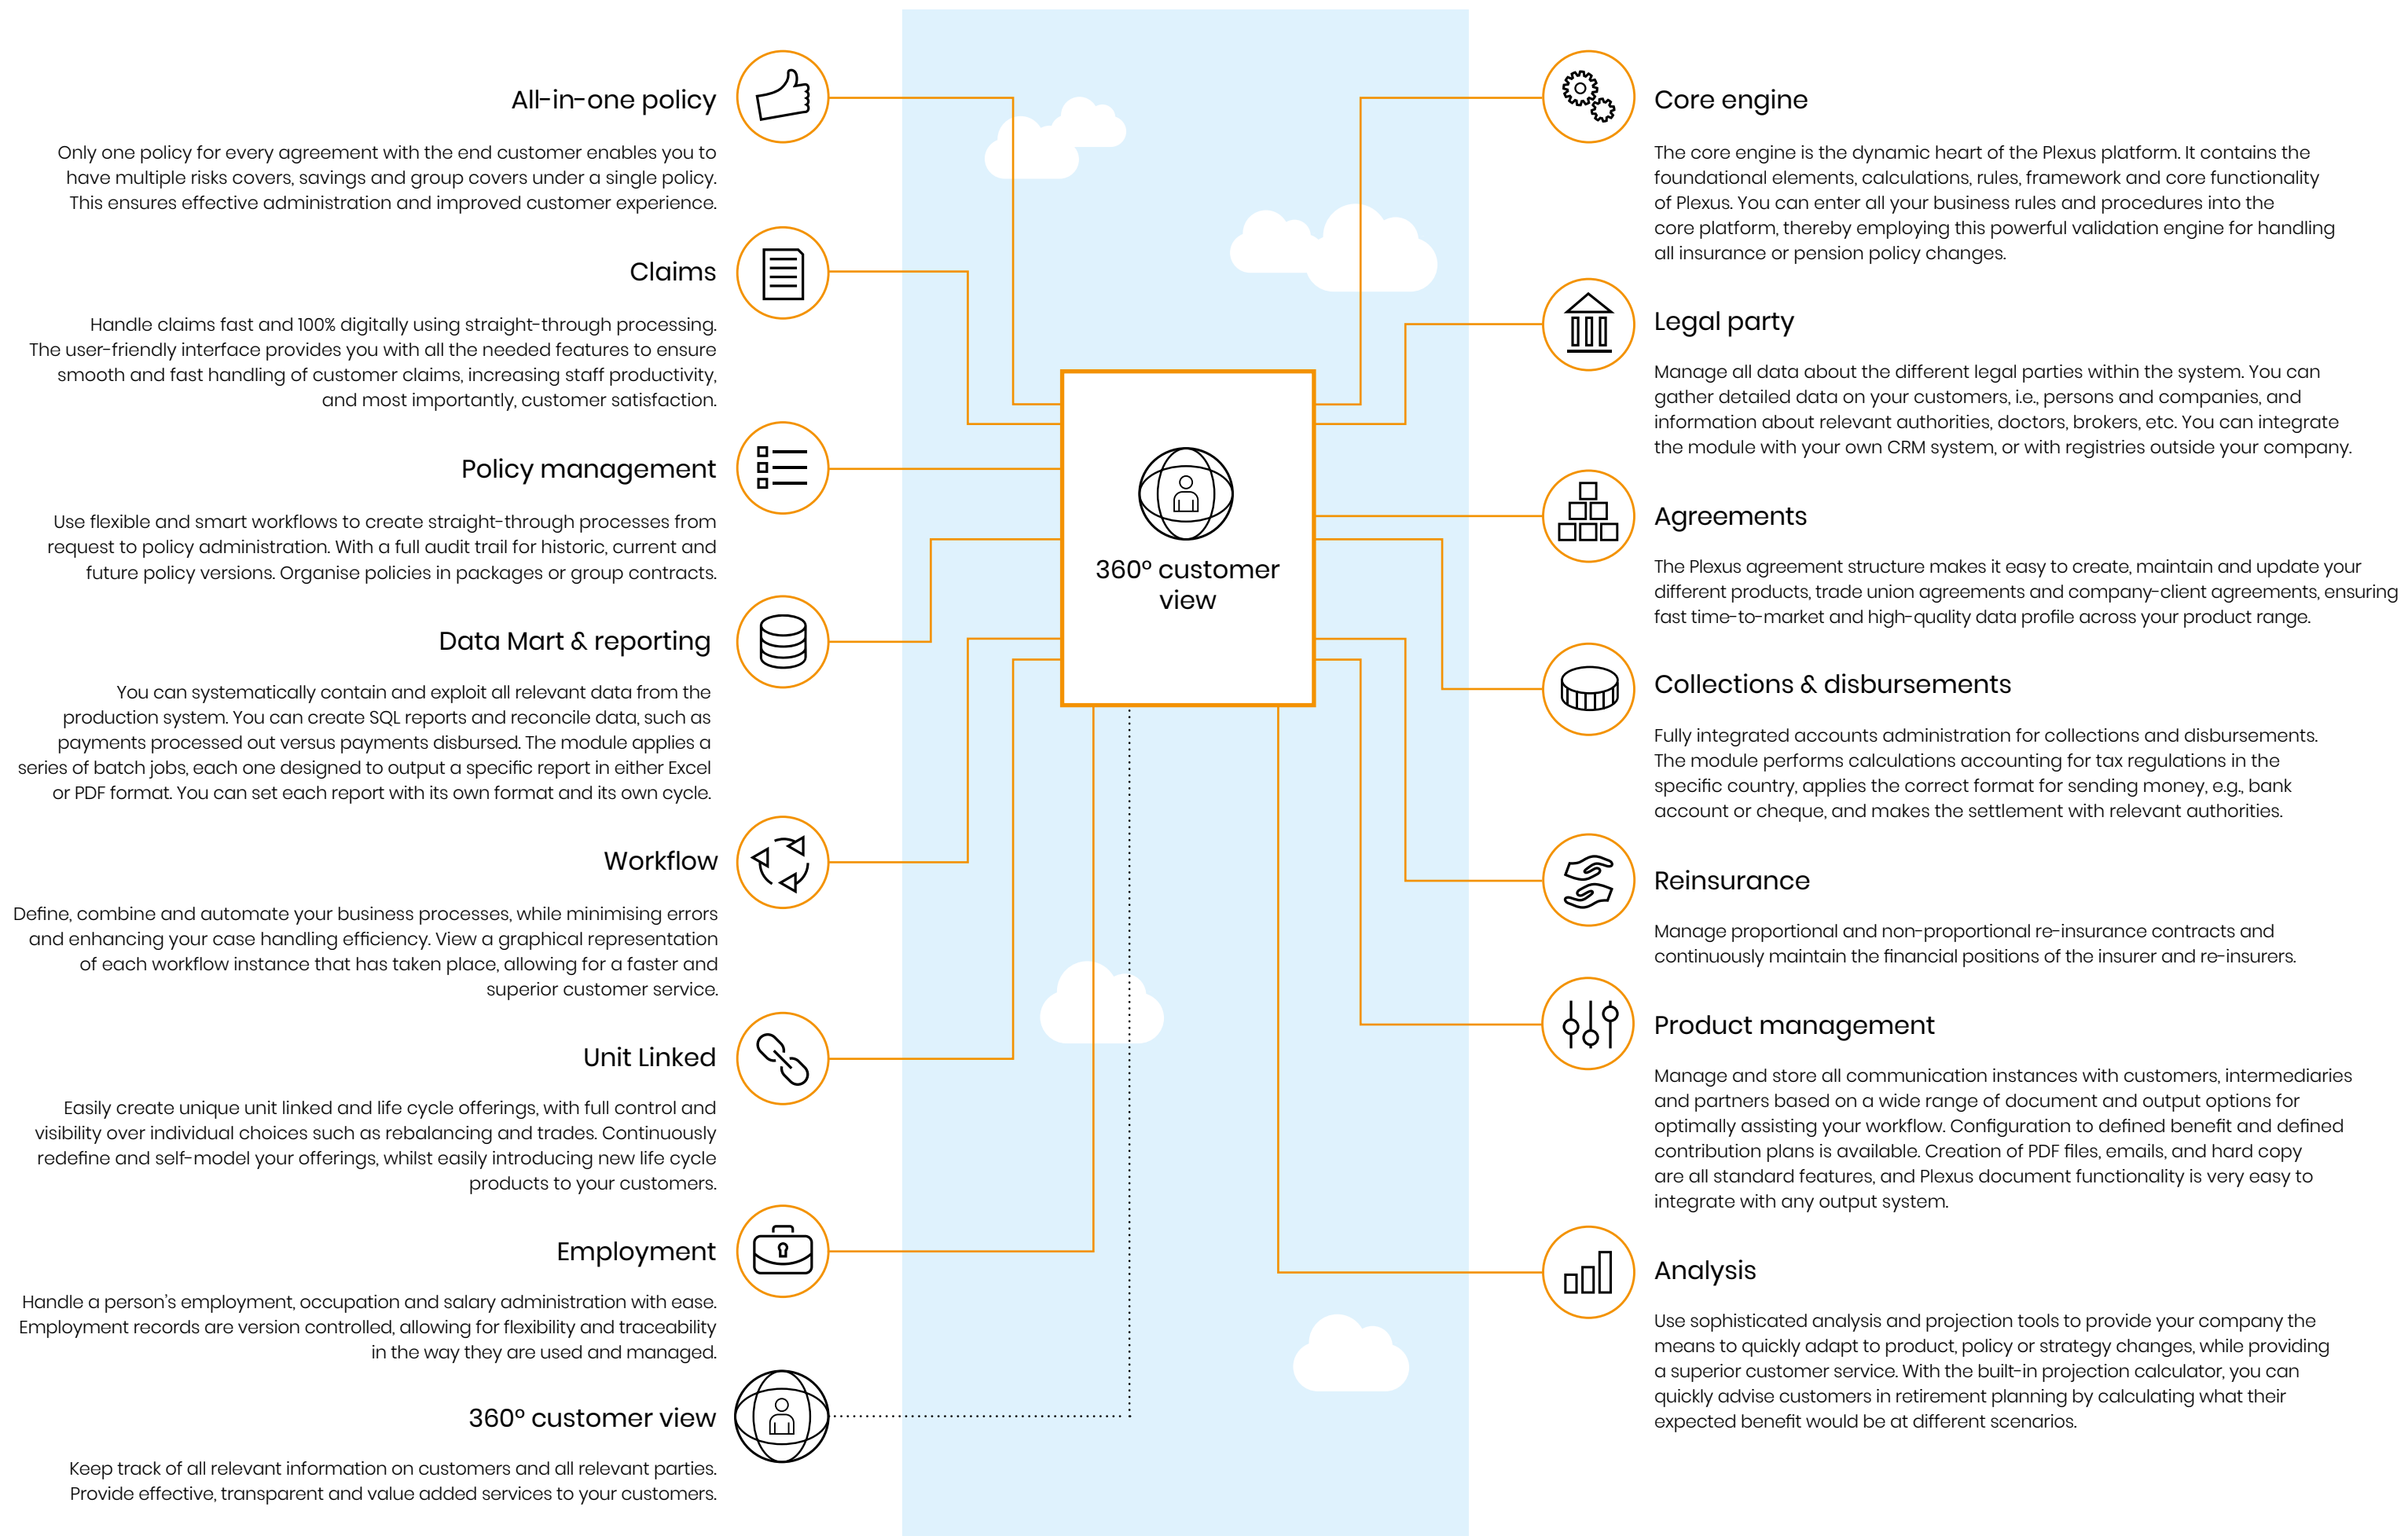 All-in-one policy
Only one policy for every agreement with the end customer enables you to
have multiple risks covers, savings and group covers under a single policy.
This ensures effective administration and improved customer experience.
Claims
Handle claims fast and 100% digitally using straight-through processing.
The user-friendly interface provides you with all the needed features to ensure
smooth and fast handling of customer claims, increasing staff productivity,
and most importantly, customer satisfaction.
Policy management
Use flexible and smart workflows to create straight-through processes from
request to policy administration. With a full audit trail for historic, current and
future policy versions. Organise policies in packages or group contracts.
Data Mart & reporting
You can systematically contain and exploit all relevant data from the
production system. You can create SQL reports and reconcile data, such as
payments processed out versus payments disbursed. The module applies a
series of batch jobs, each one designed to output a specific report in either Excel
or PDF format. You can set each report with its own format and its own cycle.
Workflow
Define, combine and automate your business processes, while minimising errors
and enhancing your case handling efficiency. View a graphical representation
of each workflow instance that has taken place, allowing for a faster and
superior customer service.
Unit Linked
Easily create unique unit linked and life cycle offerings, with full control and
visibility over individual choices such as rebalancing and trades. Continuously
redefine and self-model your offerings, whilst easily introducing new life cycle
products to your customers.
Employment
Handle a person's employment, occupation and salary administration with ease.
Employment records are version controlled, allowing for flexibility and traceability
in the way they are used and managed.
360° customer view
Keep track of all relevant information on customers and all relevant parties.
Provide effective, transparent and value added services to your customers.
360° customer
view
Core engine
The core engine is the dynamic heart of the Plexus platform. It contains the
foundational elements, calculations, rules, framework and core functionality
of Plexus. You can enter all your business rules and procedures into the
core platform, thereby employing this powerful validation engine for handling
all insurance or pension policy changes.
Legal party
Manage all data about the different legal parties within the system. You can
gather detailed data on your customers, i.e., persons and companies, and
information about relevant authorities, doctors, brokers, etc. You can integrate
the module with your own CRM system, or with registries outside your company.
Agreements
The Plexus agreement structure makes it easy to create, maintain and update your
different products, trade union agreements and company-client agreements, ensuring
fast time-to-market and high-quality data profile across your product range.
Collections & disbursements
Fully integrated accounts administration for collections and disbursements.
The module performs calculations accounting for tax regulations in the
specific country, applies the correct format for sending money, e.g., bank
account or cheque, and makes the settlement with relevant authorities.
Reinsurance
Manage proportional and non-proportional re-insurance contracts and
continuously maintain the financial positions of the insurer and re-insurers.
Product management
Manage and store all communication instances with customers, intermediaries
and partners based on a wide range of document and output options for
optimally assisting your workflow. Configuration to defined benefit and defined
contribution plans is available. Creation of PDF files, emails, and hard copy
are all standard features, and Plexus document functionality is very easy to
integrate with any output system.
Analysis
Use sophisticated analysis and projection tools to provide your company the
means to quickly adapt to product, policy or strategy changes, while providing
a superior customer service. With the built-in projection calculator, you can
quickly advise customers in retirement planning by calculating what their
expected benefit would be at different scenarios.